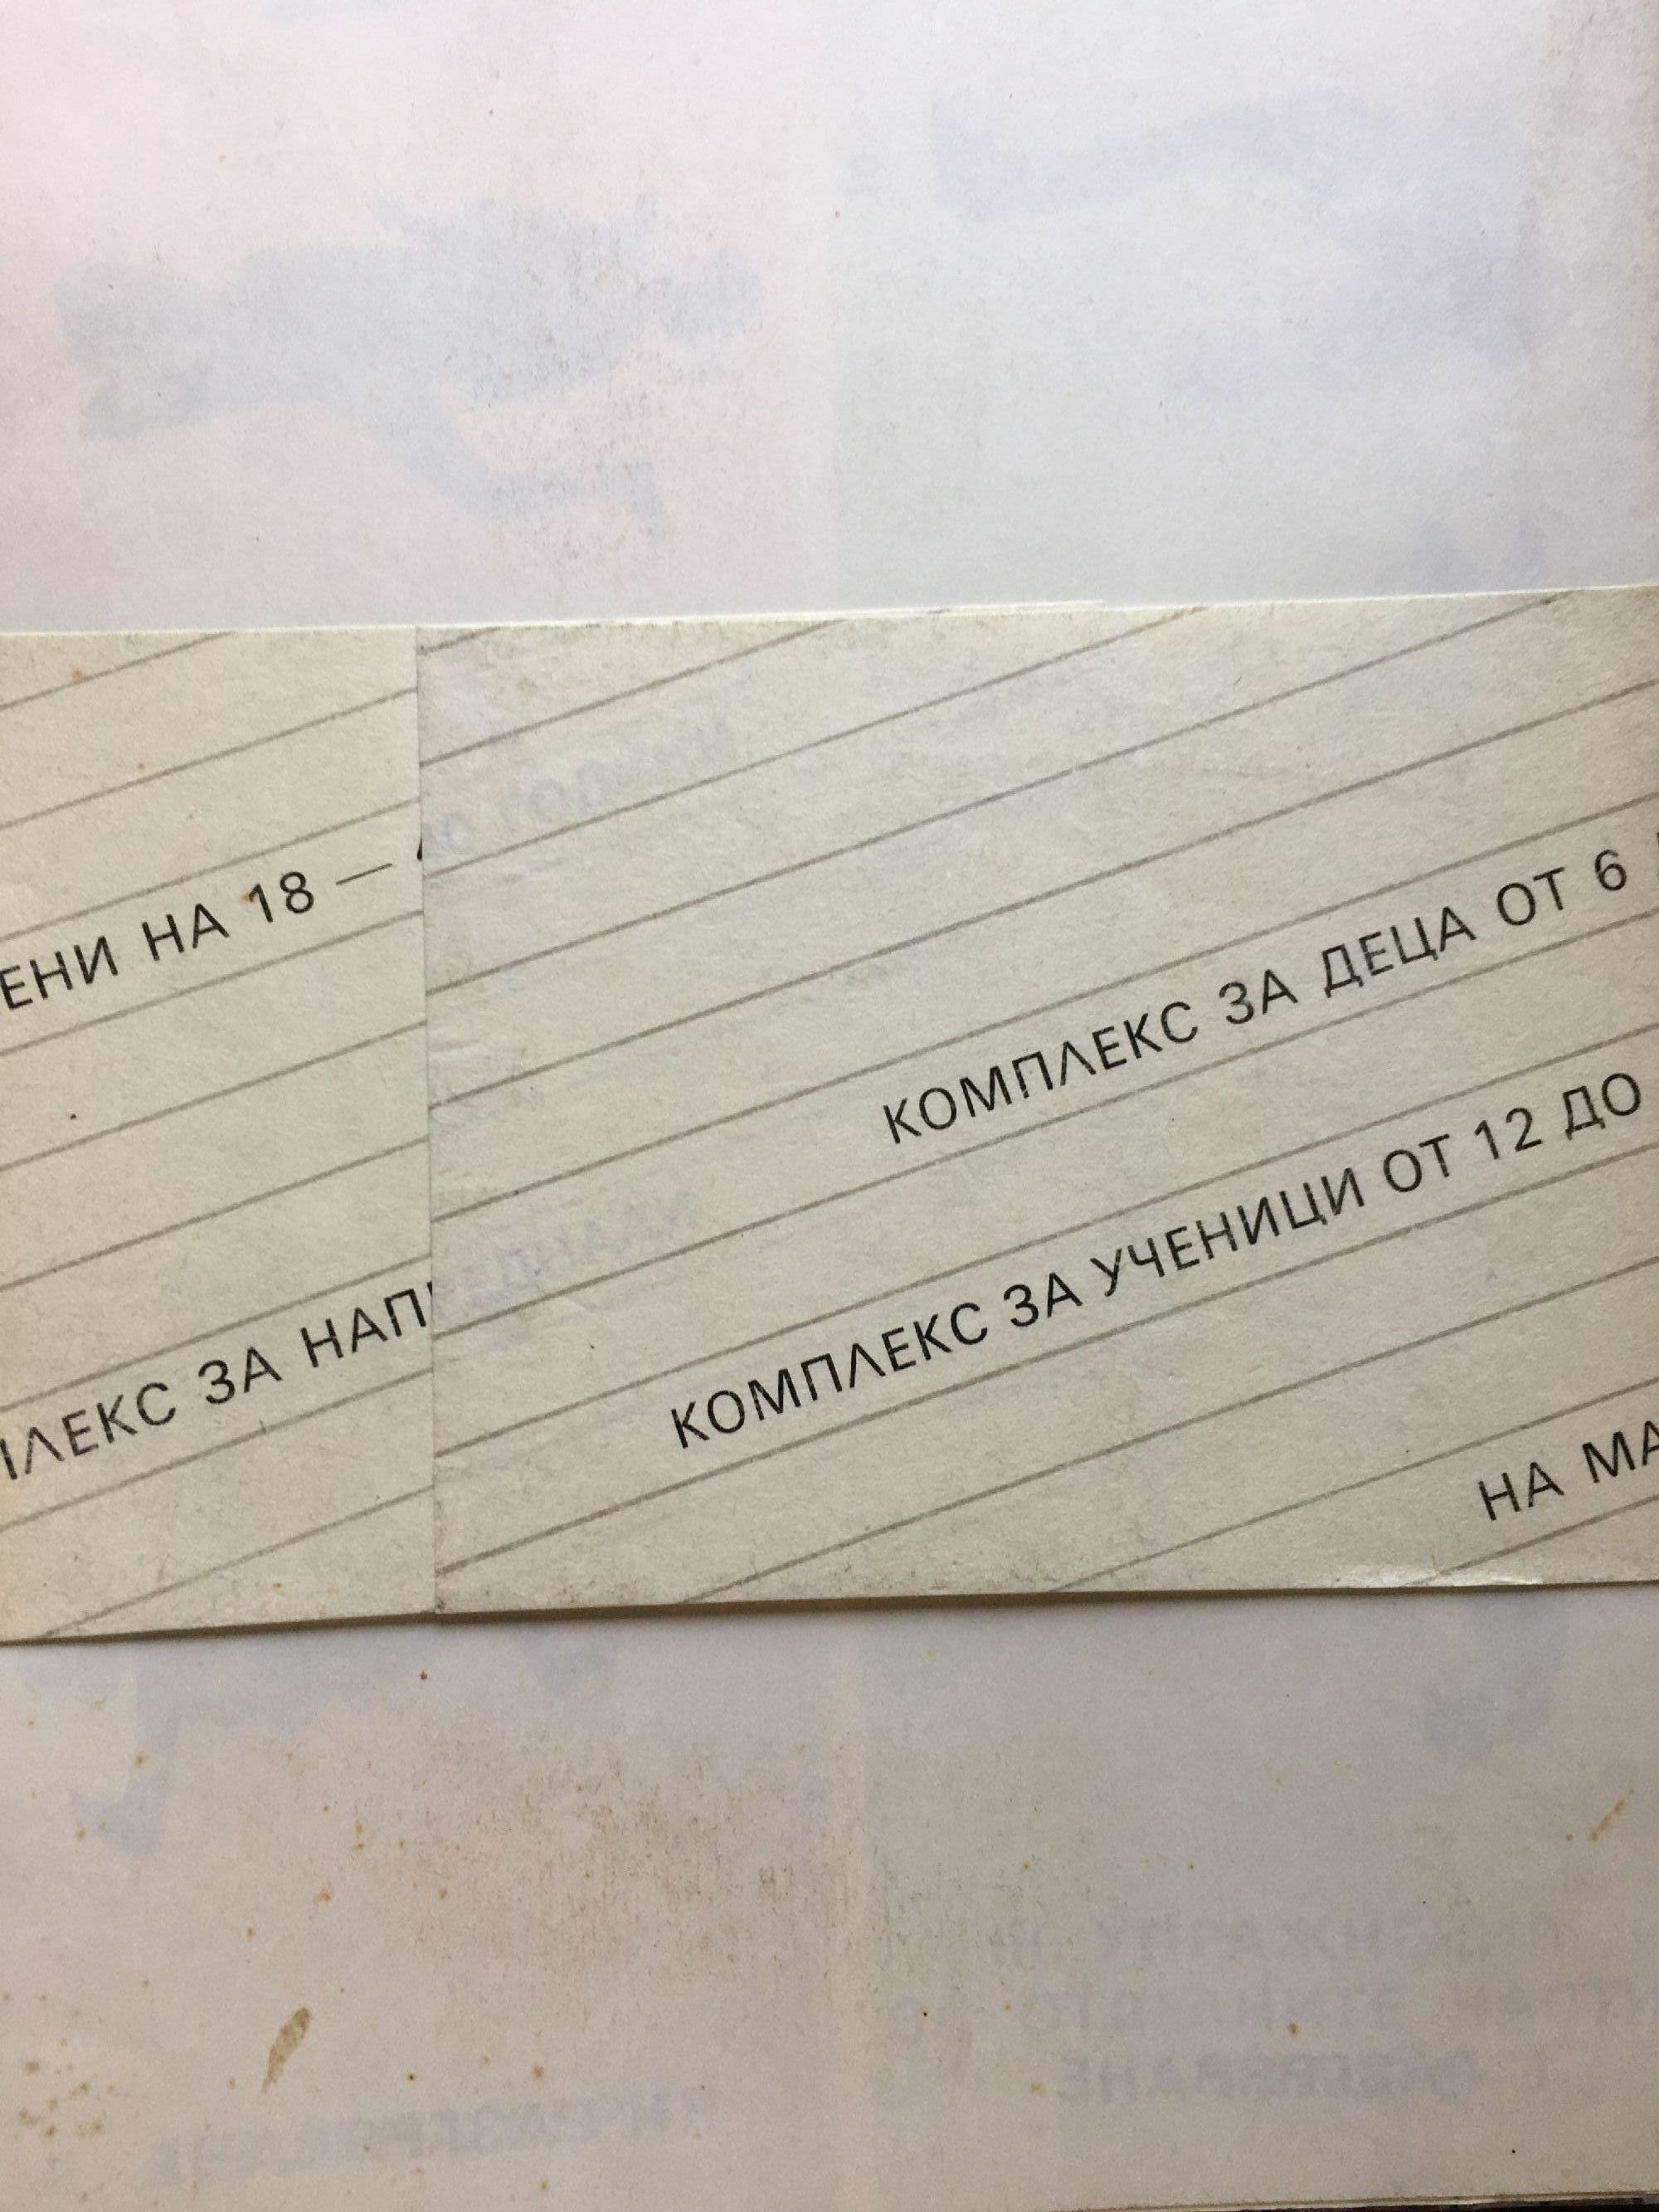 ЕНИ НА 18 —
ЛЕКС ЗА НАП
КОМПЛЕКС ЗА ДЕЦА ОТ 6
КОМПЛЕКС ЗА УЧЕНИЦИ ОТ 12 ДО
НА МА